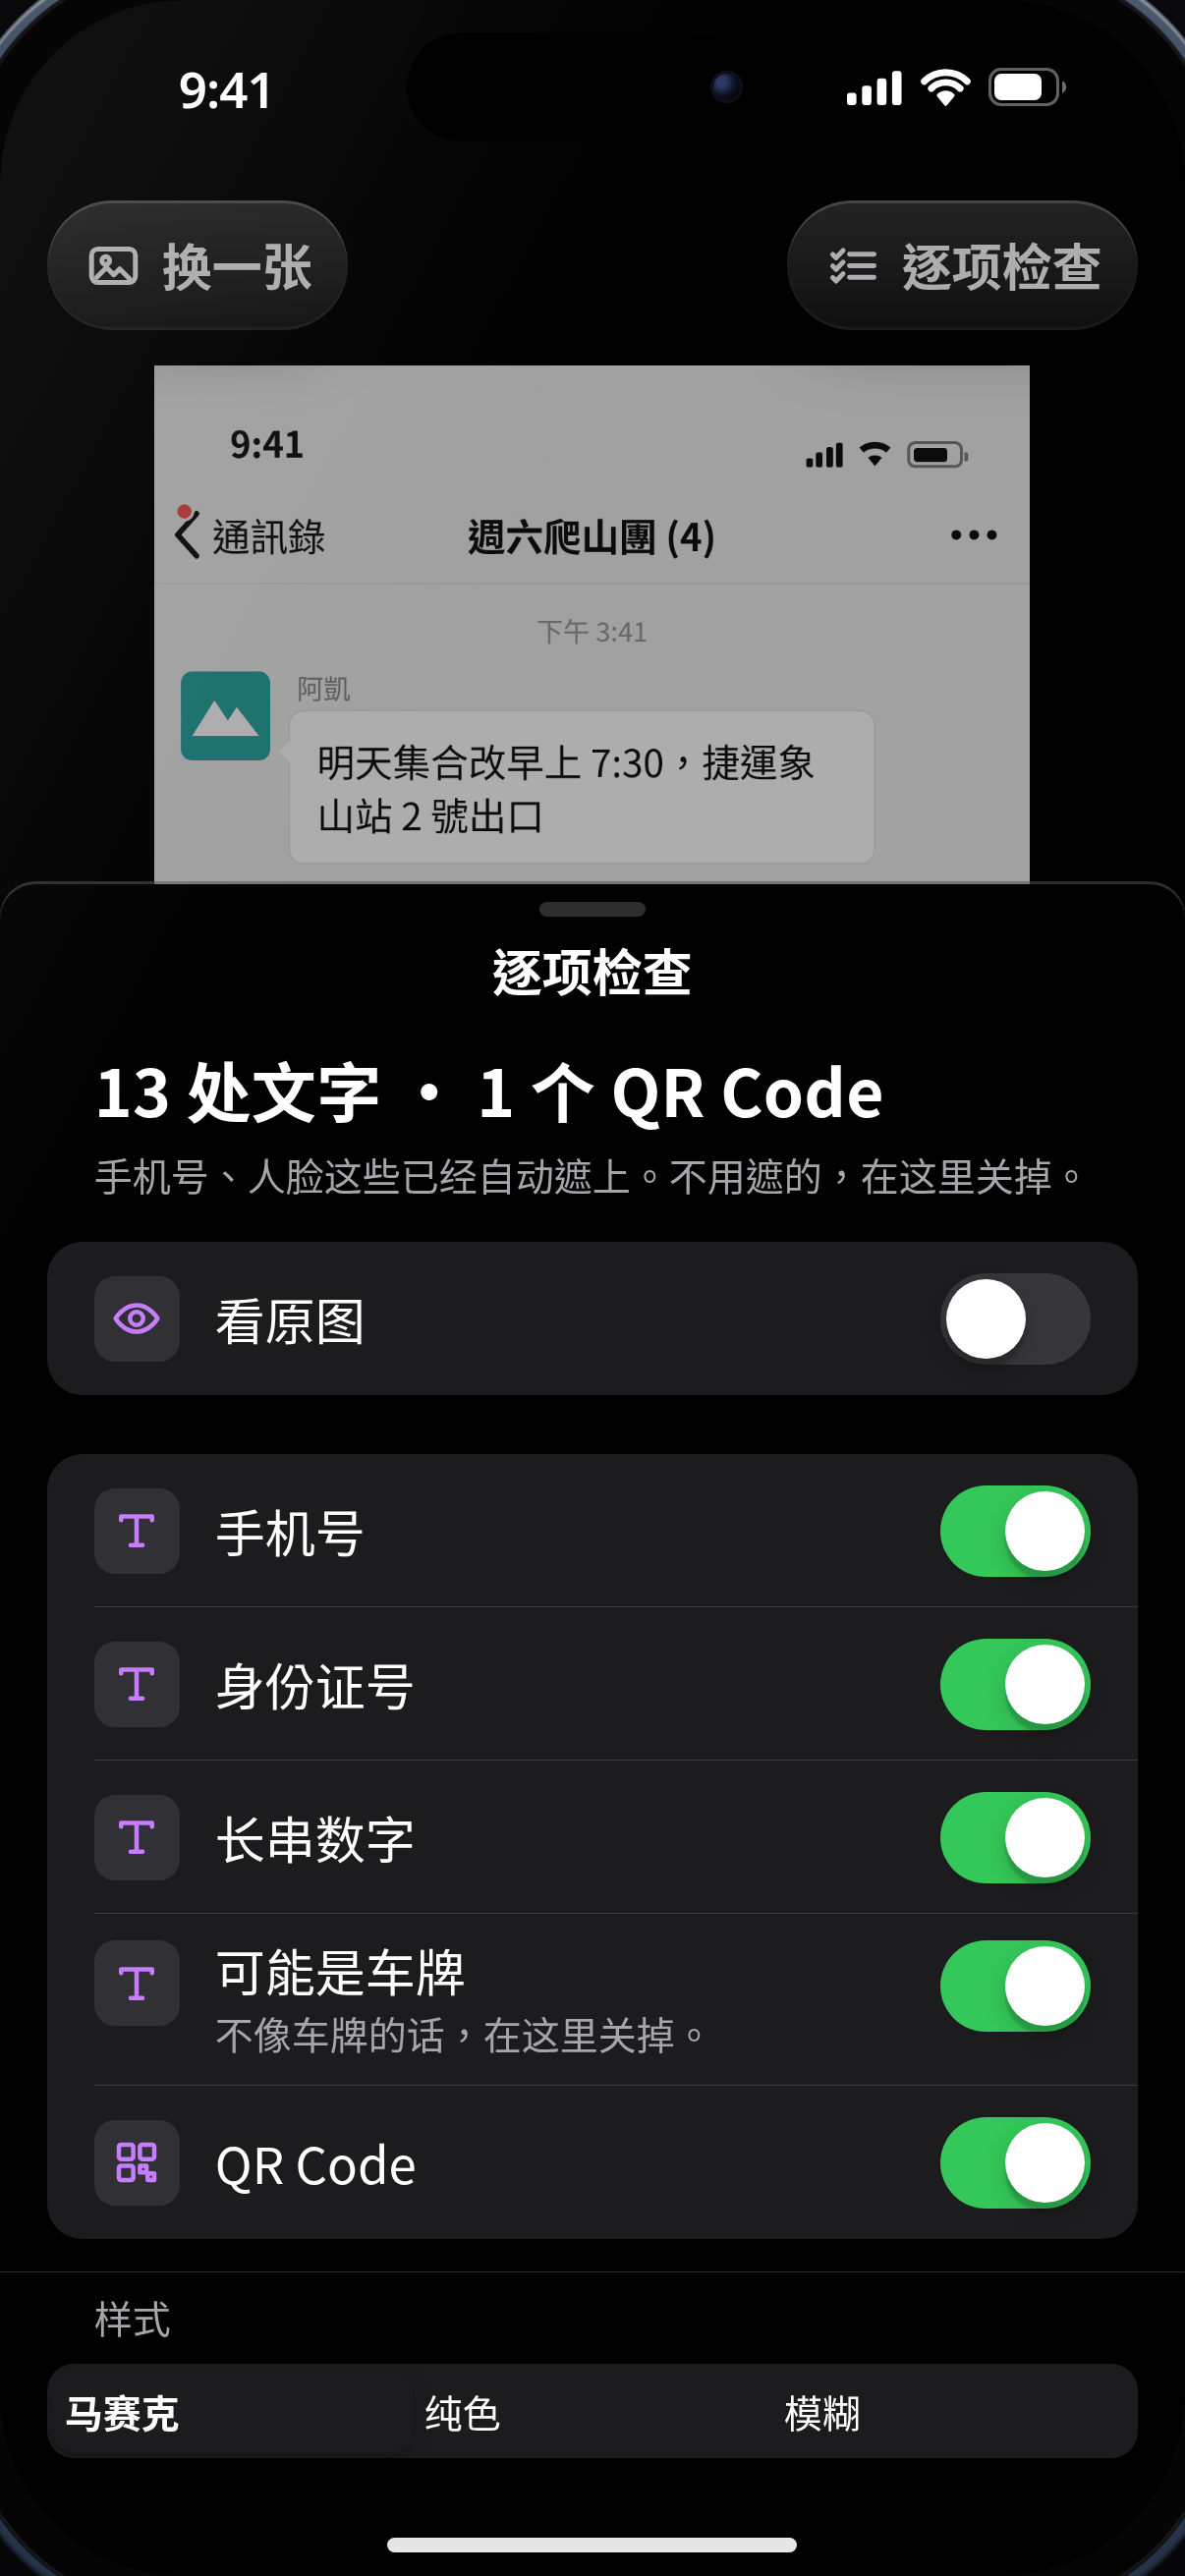 9:41
换一张
逐项检查
9:41
通訊錄
週六爬山團 (4)
下午 3:41
阿凱
明天集合改早上 7:30，捷運象
山站 2 號出口
逐项检查
13 处文字 · 1 个 QR Code
手机号、人脸这些已经自动遮上。不用遮的，在这里关掉。
看原图
手机号
身份证号
长串数字
可能是车牌
不像车牌的话，在这里关掉。
QR Code
样式
马赛克
纯色
模糊